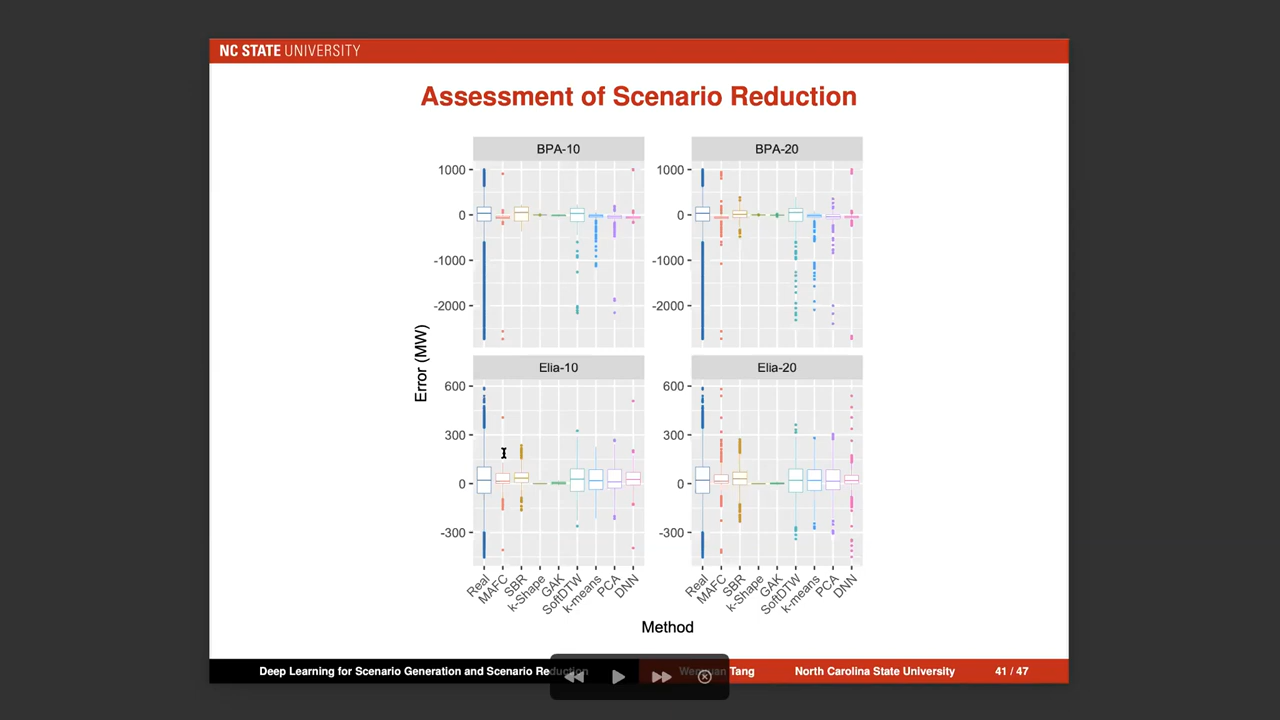 NC STATE UNIVERSITY
Assessment of Scenario Reduction
BPA-10
BPA-20
1000
0
-1000
-2000
1000
0
-1000
-2000
Error (MW)
Elia-10
Elia-20
600
300
0
-300
600
300
0
-300
Real
MAFC
SBR
k-Shape
GAK
SoftDTW
k-means
PCA
DNN
Real
MAFC
SBR
k-Shape
GAK
SoftDTW
k-means
PCA
DNN
Method
Deep Learning for Scenario Generation and Scenario Reduction
Wenyuan Tang
North Carolina State University
41 / 47